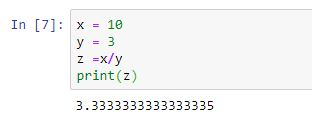 In [7]: x = 10
y = 3
z =x/y
print(z)
3.3333333333333335